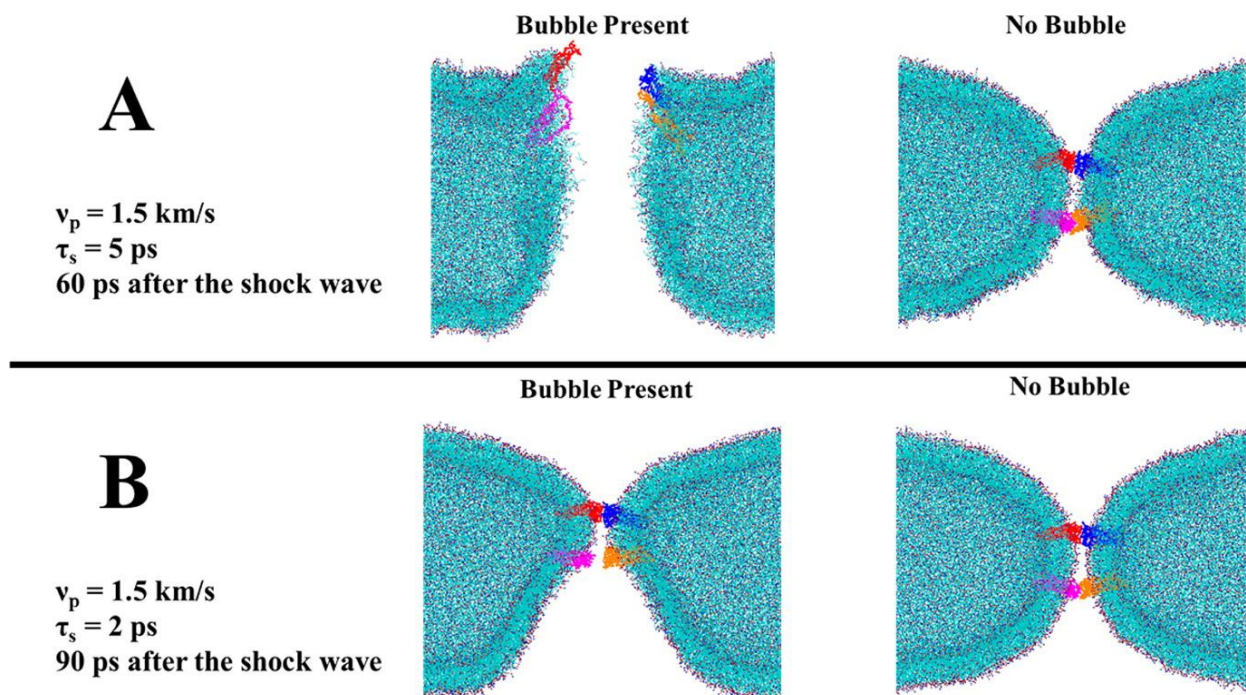 Bubble Present
No Bubble
A
νp = 1.5 km/s
τs = 5 ps
60 ps after the shock wave
Bubble Present
No Bubble
B
νp = 1.5 km/s
τs = 2 ps
90 ps after the shock wave